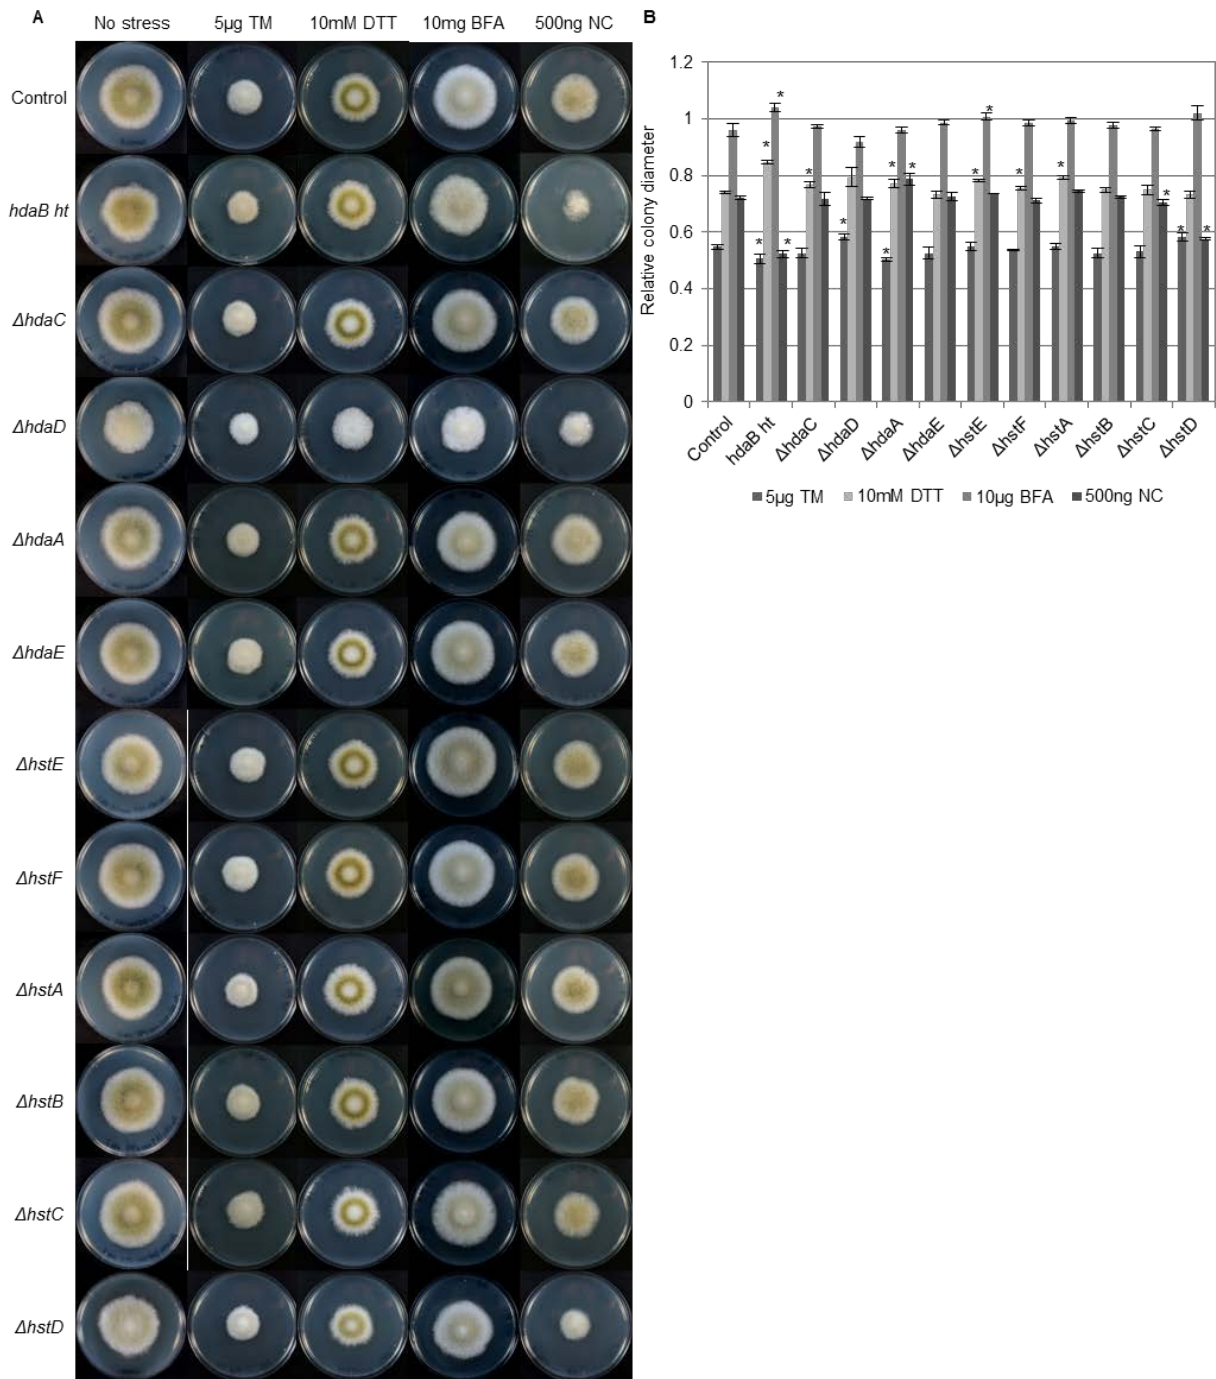 A
No stress 5µg TM 10mM DTT 10mg BFA 500ng NC
Control
hdaB ht
ΔhdaC
ΔhdaD
ΔhdaA
ΔhdaE
ΔhstE
ΔhstF
ΔhstA
ΔhstB
ΔhstC
ΔhstD
B
Relative colony diameter
1.2
1
0.8
0.6
0.4
0.2
0
* * * * * * * * * * * * * * * * *
Control hdaB ht ΔhdaC ΔhdaD ΔhdaA ΔhdaE ΔhstE ΔhstF ΔhstA ΔhstB ΔhstC ΔhstD
5µg TM 10mM DTT 10µg BFA 500ng NC